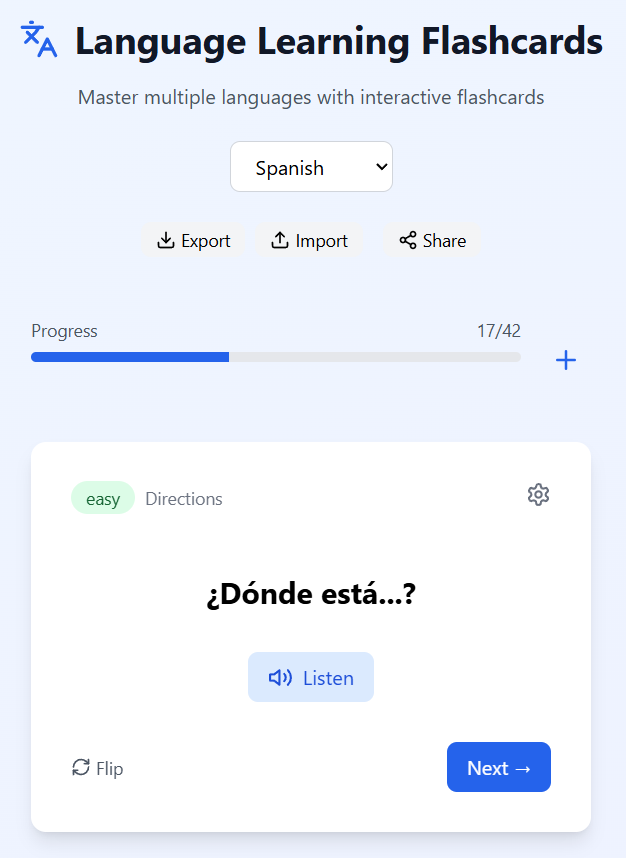 Language Learning Flashcards
Master multiple languages with interactive flashcards
Spanish
Export Import Share
Progress 17/42
easy Directions
¿Dónde está...?
Listen
Flip Next →